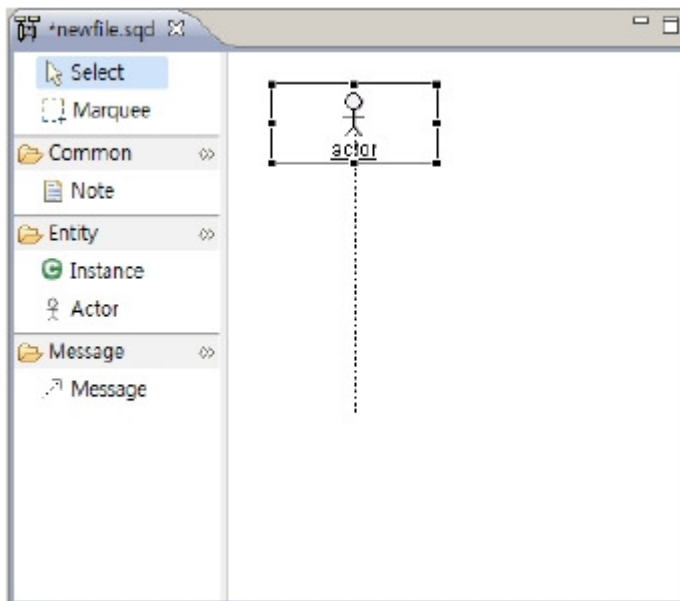 *newfile.sqd
Select
Marquee
Common
Note
Entity
Instance
Actor
Message
Message
actor